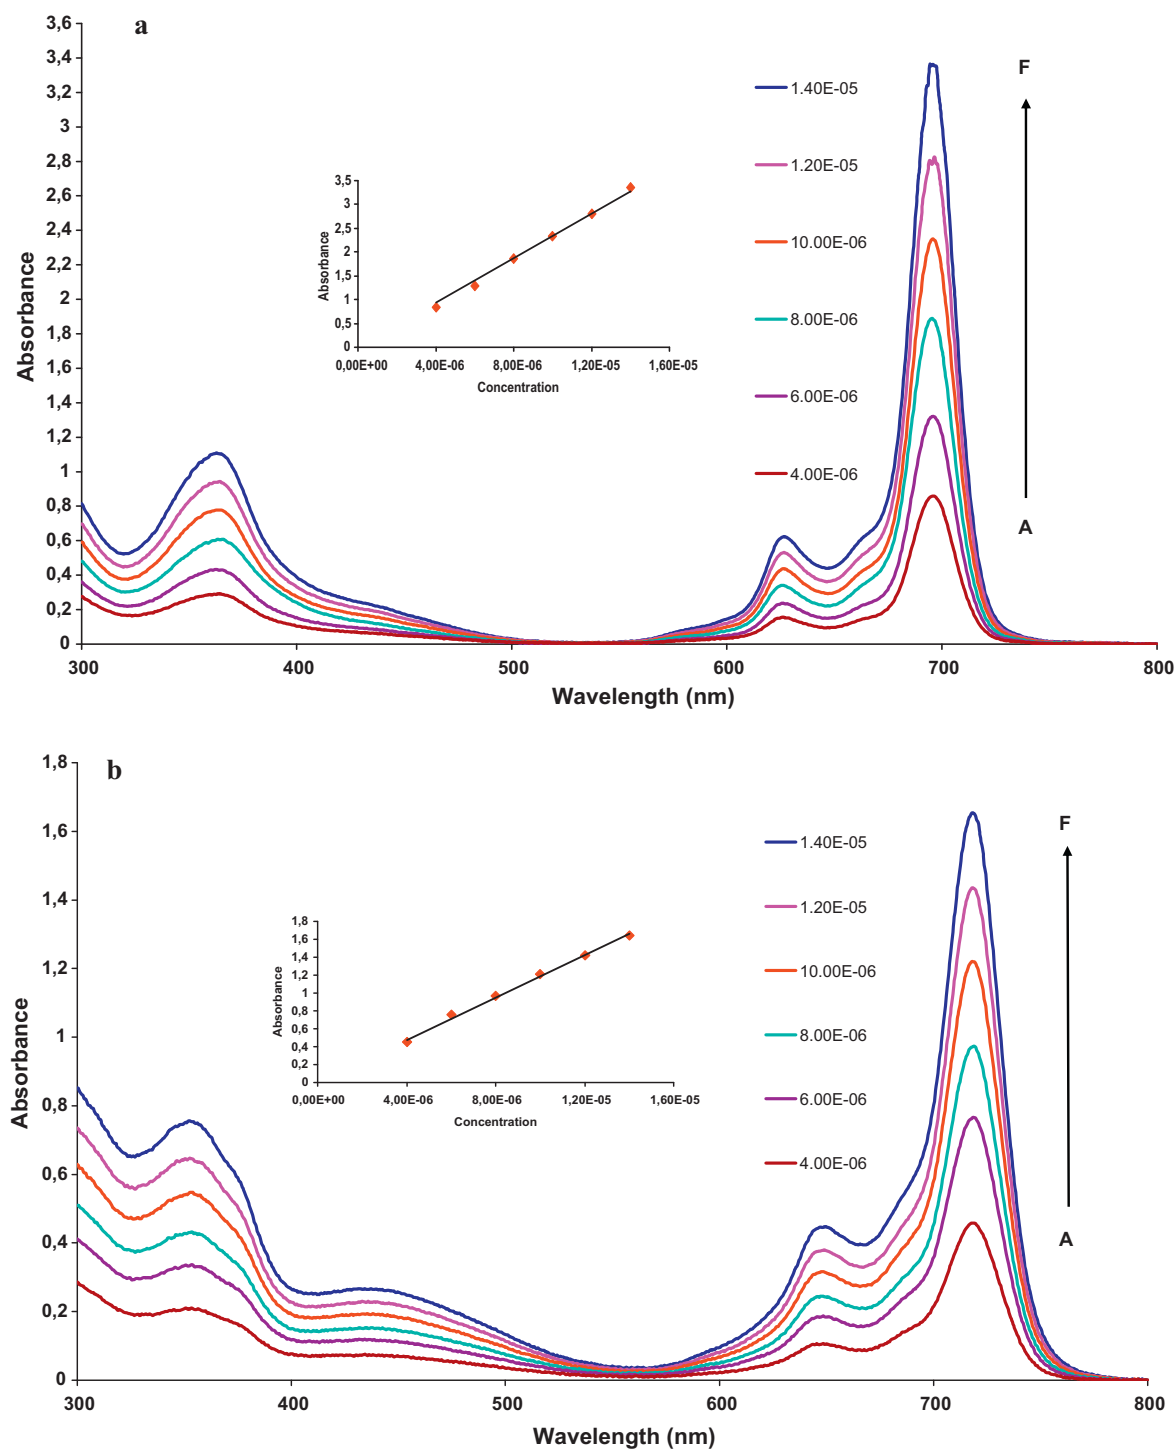 a
3,6
3,4
3,2
3
2,8
2,6
2,4
2,2
2
1,8
1,6
1,4
1,2
1
0,8
0,6
0,4
0,2
0
Absorbance
300 400 500 600 700 800
Wavelength (nm)
3,5
3
2,5
2
1,5
1
0,5
0
Absorbance
0,00E+00 4,00E-06 8,00E-06 1,20E-05 1,60E-05
Concentration
1.40E-05
1.20E-05
10.00E-06
8.00E-06
6.00E-06
4.00E-06
F
A
b
1,8
1,6
1,4
1,2
1
0,8
0,6
0,4
0,2
0
Absorbance
300 400 500 600 700 800
Wavelength (nm)
1,8
1,6
1,4
1,2
1
0,8
0,6
0,4
0,2
0
Absorbance
0,00E+00 4,00E-06 8,00E-06 1,20E-05 1,60E-05
Concentration
1.40E-05
1.20E-05
10.00E-06
8.00E-06
6.00E-06
4.00E-06
F
A